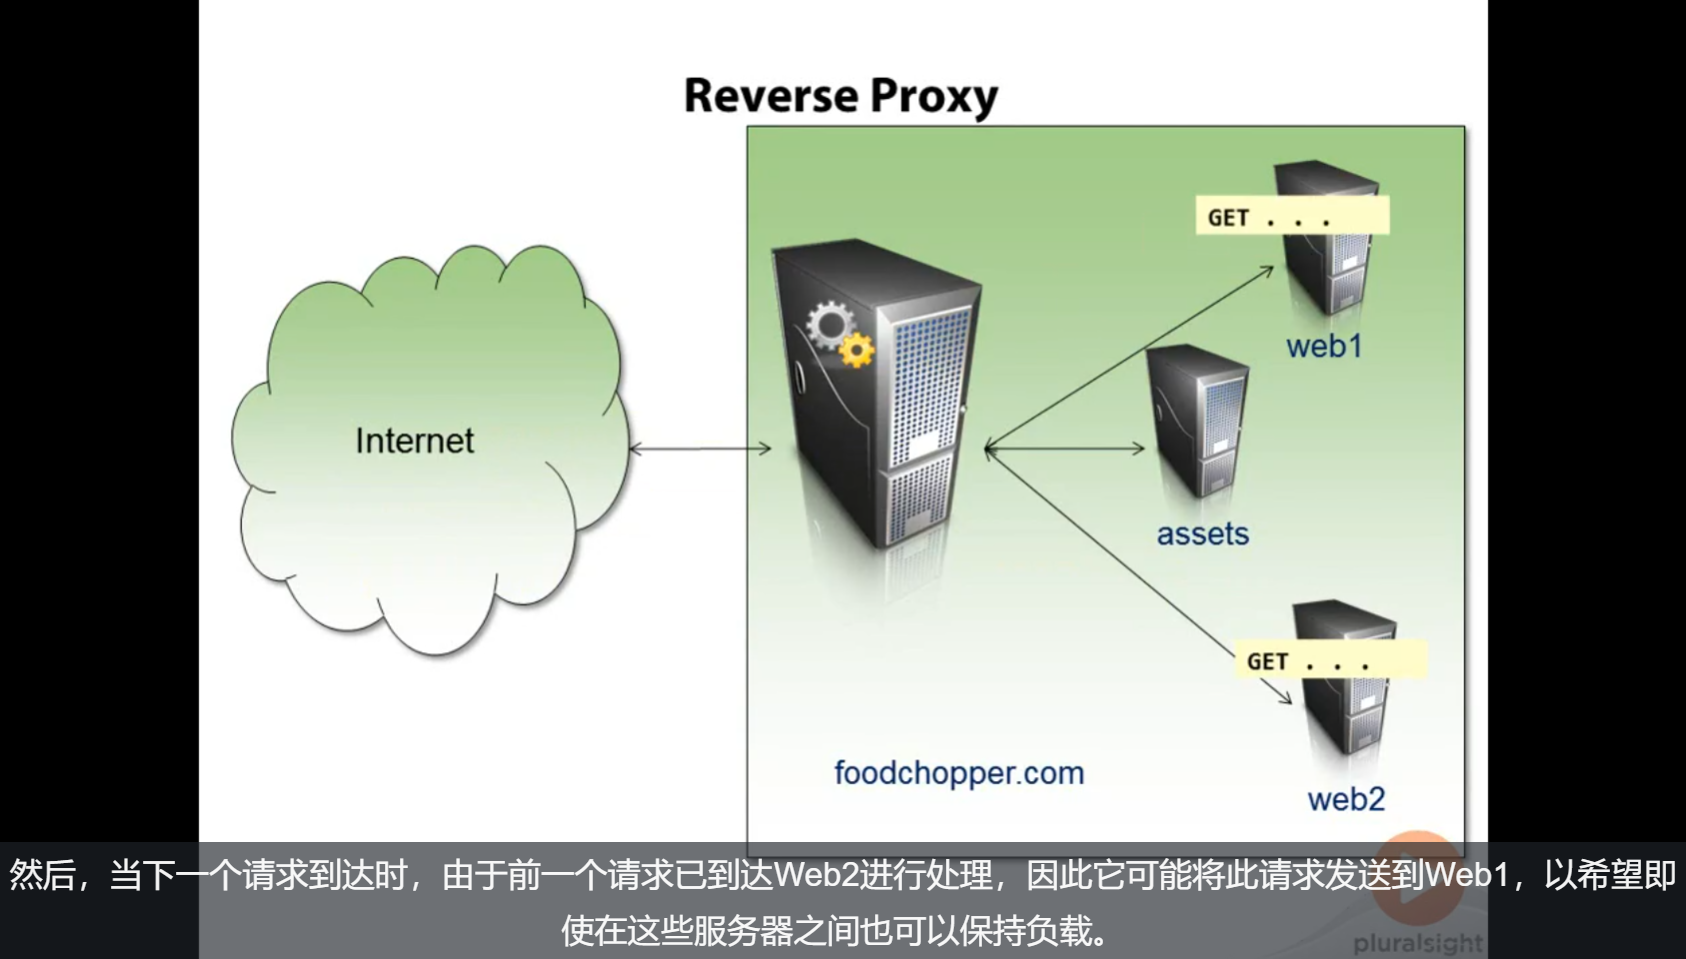 Reverse Proxy
GET . . .
web1
Internet
assets
GET . . .
foodchopper.com
web2
然后，当下一个请求到达时，由于前一个请求已到达Web2进行处理，因此它可能将此请求发送到Web1，以希望即
使在这些服务器之间也可以保持负载。
pluralsight